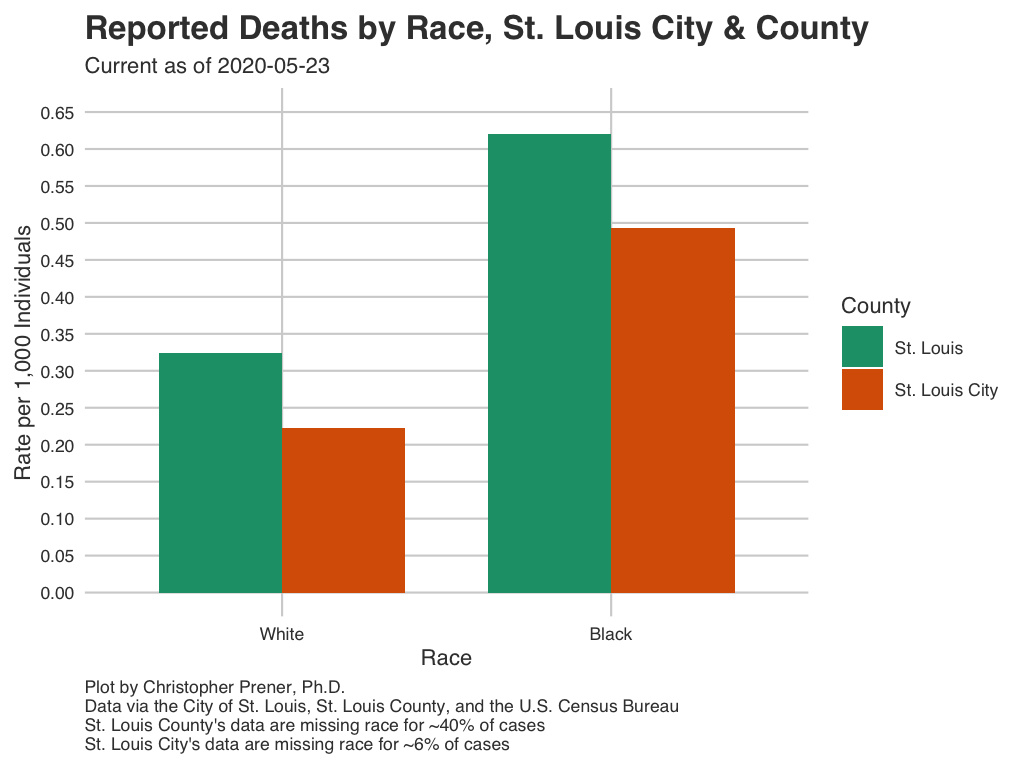 Reported Deaths by Race, St. Louis City & County
Current as of 2020-05-23
Rate per 1,000 Individuals
0.65
0.60
0.55
0.50
0.45
0.40
0.35
0.30
0.25
0.20
0.15
0.10
0.05
0.00
White
Black
Race
County
St. Louis
St. Louis City
Plot by Christopher Prener, Ph.D.
Data via the City of St. Louis, St. Louis County, and the U.S. Census Bureau
St. Louis County's data are missing race for ~40% of cases
St. Louis City's data are missing race for ~6% of cases